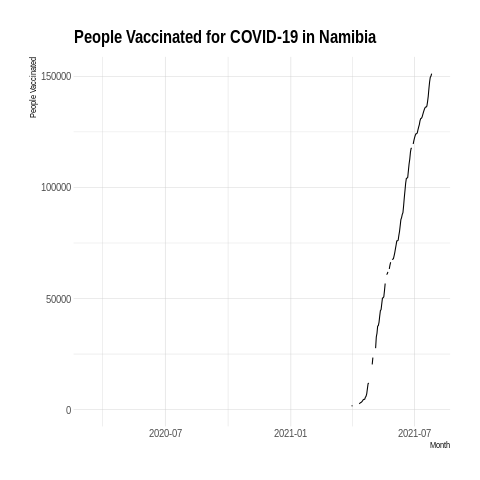 People Vaccinated for COVID-19 in Namibia
People Vaccinated
150000
100000
50000
0
2020-07
2021-01
2021-07
Month